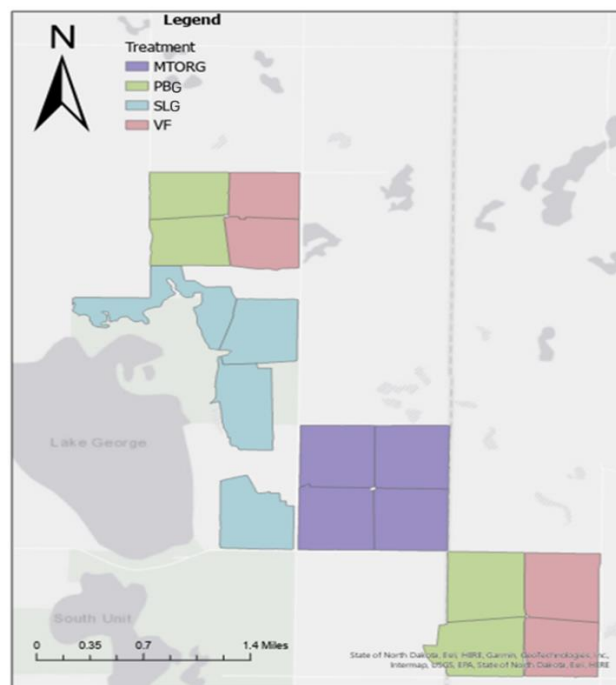 Legend
N
Treatment
MTORG
PBG
SLG
VF
Lake George
South Unit
0 0.35 0.7 1.4 Miles
State of North Dakota, Esri, HERE, Garmin, GeoTechnologies, Inc.,
Intermap, USGS, EPA, State of North Dakota, Esri, HERE